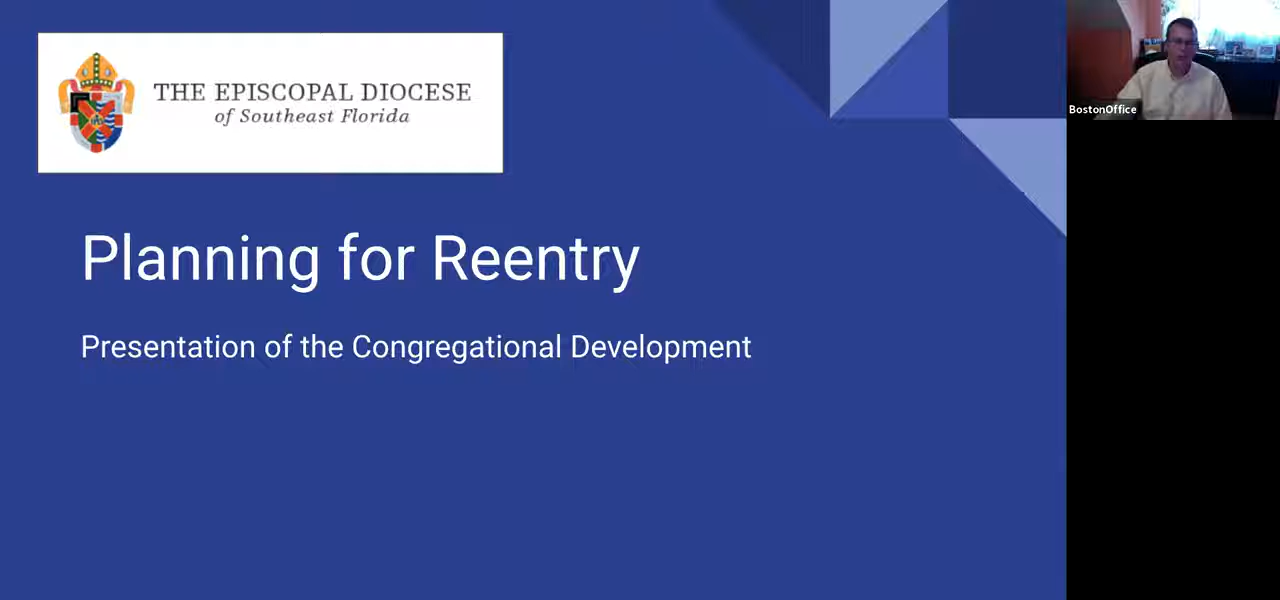 THE EPISCOPAL DIOCESE
of Southeast Florida
BostonOffice
Planning for Reentry
Presentation of the Congregational Development